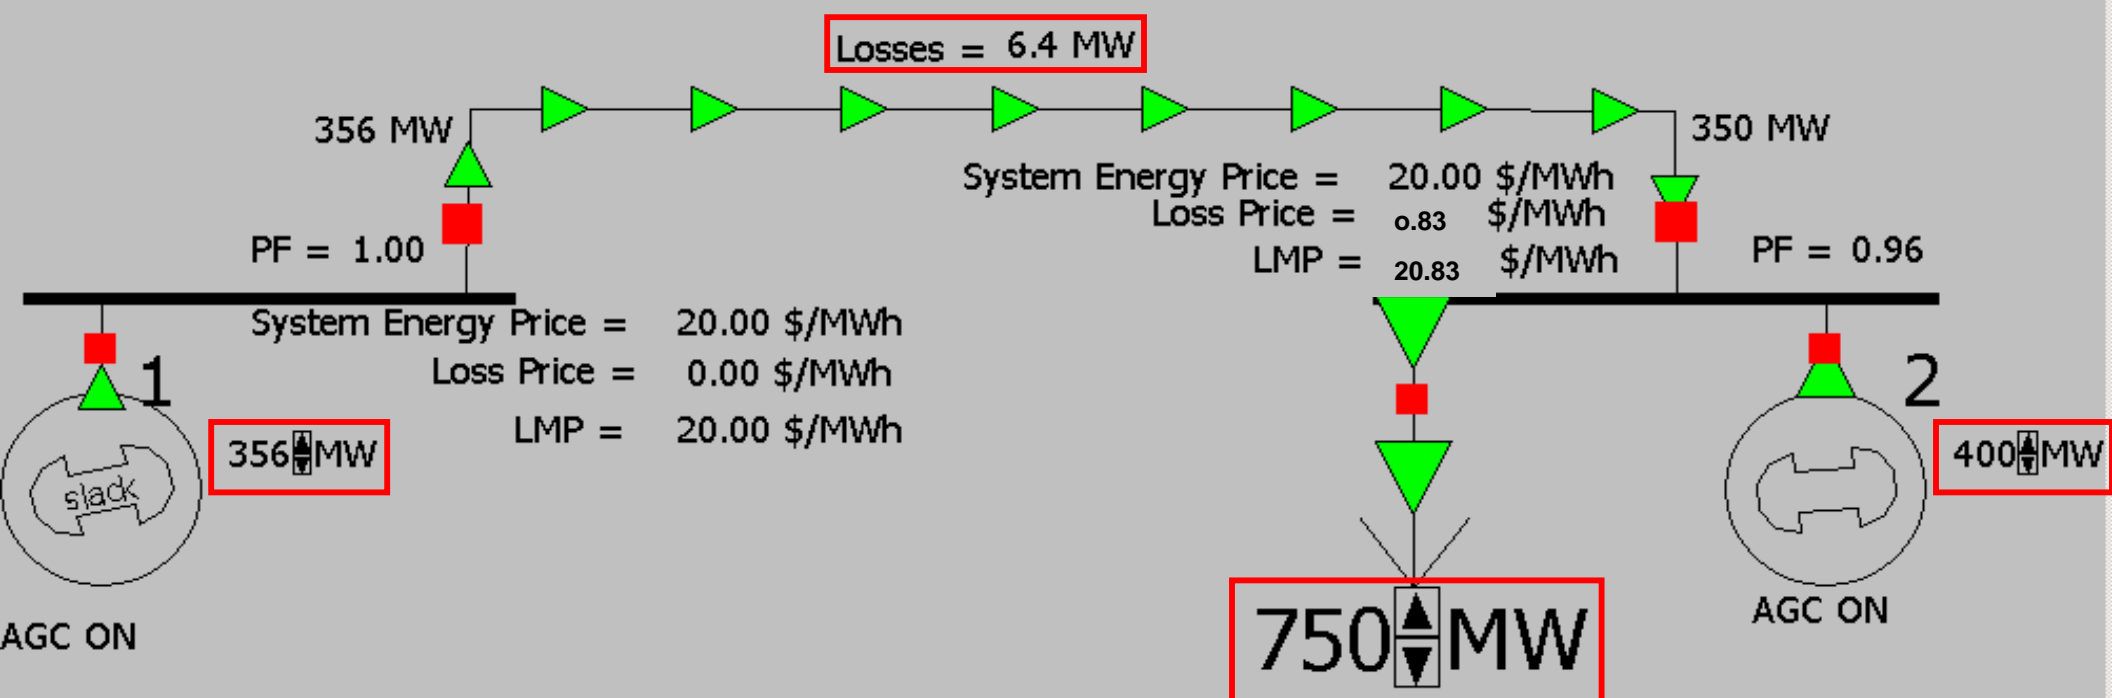 Losses = 6.4 MW
356 MW
350 MW
System Energy Price = 20.00 $/MWh
Loss Price = o.83 $/MWh
LMP = 20.83 $/MWh
PF = 1.00
PF = 0.96
System Energy Price = 20.00 $/MWh
Loss Price = 0.00 $/MWh
LMP = 20.00 $/MWh
1
356 MW
slack
AGC ON
2
400 MW
AGC ON
750 MW